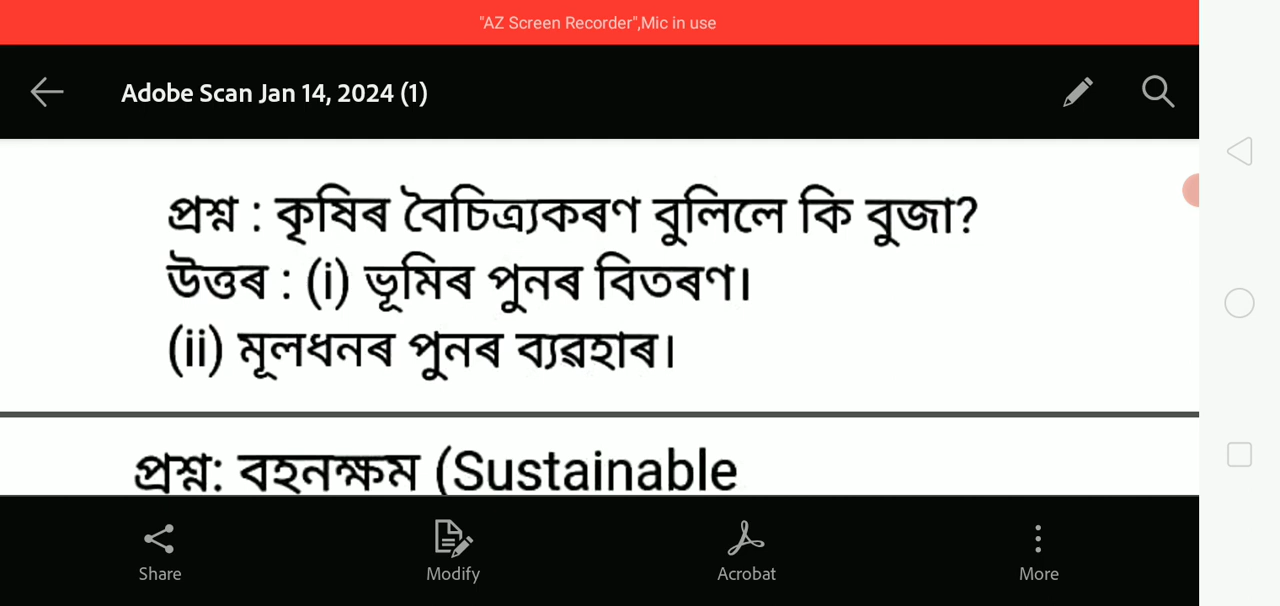 "AZ Screen Recorder",Mic in use
Adobe Scan Jan 14, 2024 (1)
প্ৰশ্ন : কৃষিৰ বৈচিত্ৰ্যকৰণ বুলিলে কি বুজা?
উত্তৰ : (i) ভূমিৰ পুনৰ বিতৰণ।
(ii) মূলধনৰ পুনৰ ব্যৱহাৰ।
প্ৰশ্ন: বহনক্ষম (Sustainable
Share Modify Acrobat More